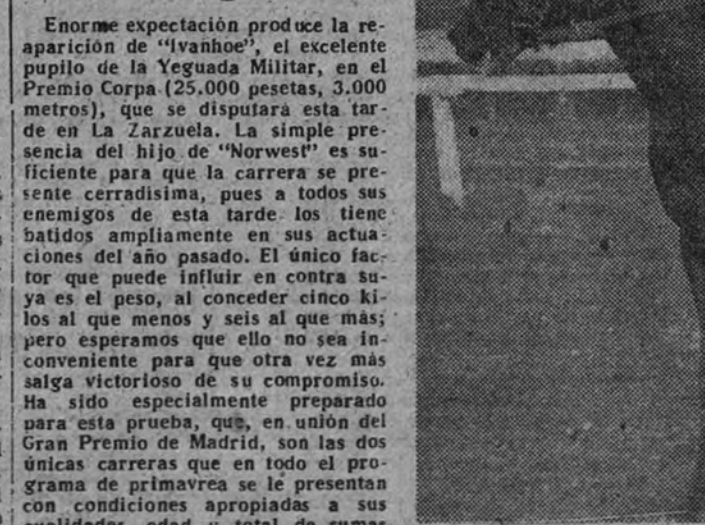 Enorme expectación produce la re-
aparición de "Ivanhoe", el excelente
pupilo de la Yeguada Militar, en el
Premio Corpa (25.000 pesetas, 3.000
metros), que se disputará esta tar-
de en La Zarzuela. La simple pre-
sencia del hijo de "Norwest" es su-
ficiente para que la carrera se pre-
sente cerradisima, pues a todos sus
enemigos de esta tarde los tiene
batidos ampliamente en sus actua-
ciones del año pasado. El único fac-
tor que puede influir en contra su-
ya es el peso, al conceder cinco ki-
los al que menos y seis al que más;
pero esperamos que ello no sea in-
conveniente para que otra vez más
salga victorioso de su compromiso.
Ha sido especialmente preparado
para esta prueba, que, en unión del
Gran Premio de Madrid, son las dos
únicas carreras que en todo el pro-
grama de primavrea se le presentan
con condiciones apropiadas a sus
cualidades, edad y total de sumas